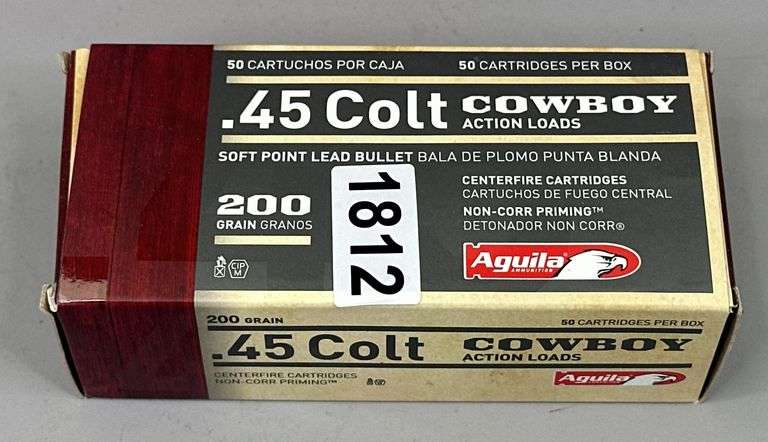 50 CARTUCHOS POR CAJA 50 CARTRIDGES PER BOX
.45 Colt COWBOY
ACTION LOADS
SOFT POINT LEAD BULLET BALA DE PLOMO PUNTA BLANDA
200
GRAIN GRANOS
CENTERFIRE CARTRIDGES
CARTUCHOS DE FUEGO CENTRAL
NON-CORR PRIMING™
DETONADOR NON CORR®
1812
CIP
M
Aguila
AMMUNITION
200 GRAIN 50 CARTRIDGES PER BOX
.45 Colt COWBOY
ACTION LOADS
CENTERFIRE CARTRIDGES
NON-CORR PRIMING™
Aguila